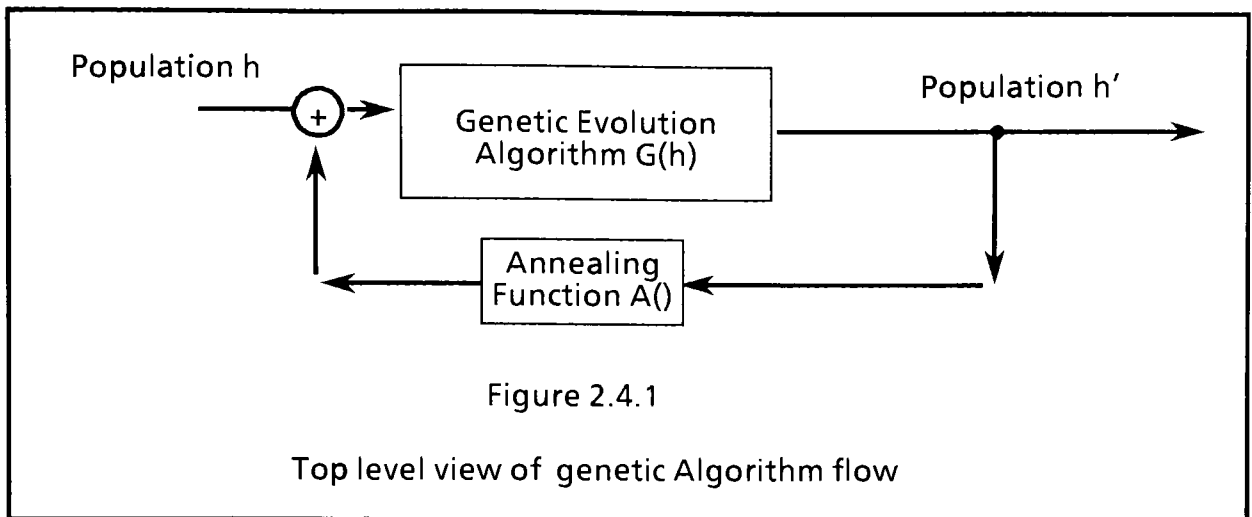 Population h
Population h′
+
Genetic Evolution
Algorithm G(h)
Annealing
Function A()
Figure 2.4.1
Top level view of genetic Algorithm flow